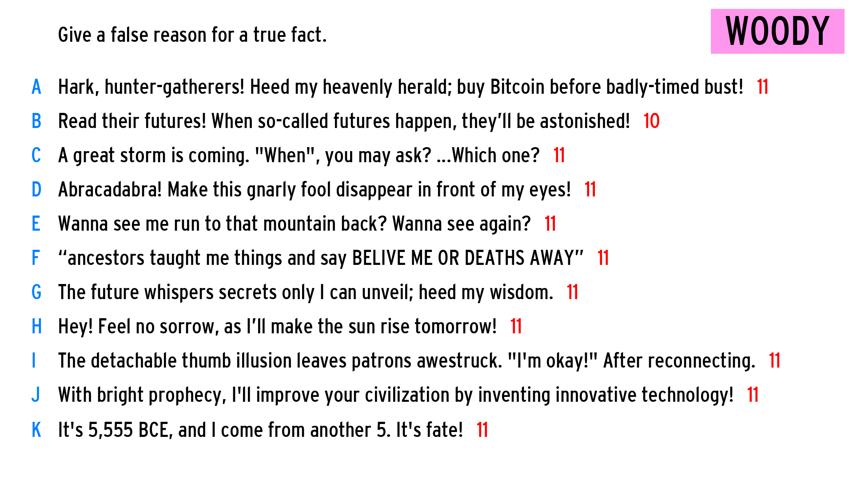 Give a false reason for a true fact.
WOODY
A Hark, hunter-gatherers! Heed my heavenly herald; buy Bitcoin before badly-timed bust! 11
B Read their futures! When so-called futures happen, they'll be astonished! 10
C A great storm is coming. "When", you may ask? ...Which one? 11
D Abracadabra! Make this gnarly fool disappear in front of my eyes! 11
E Wanna see me run to that mountain back? Wanna see again? 11
F “ancestors taught me things and say BELIVE ME OR DEATHS AWAY” 11
G The future whispers secrets only I can unveil; heed my wisdom. 11
H Hey! Feel no sorrow, as I'll make the sun rise tomorrow! 11
I The detachable thumb illusion leaves patrons awestruck. "I'm okay!" After reconnecting. 11
J With bright prophecy, I'll improve your civilization by inventing innovative technology! 11
K It's 5,555 BCE, and I come from another 5. It's fate! 11